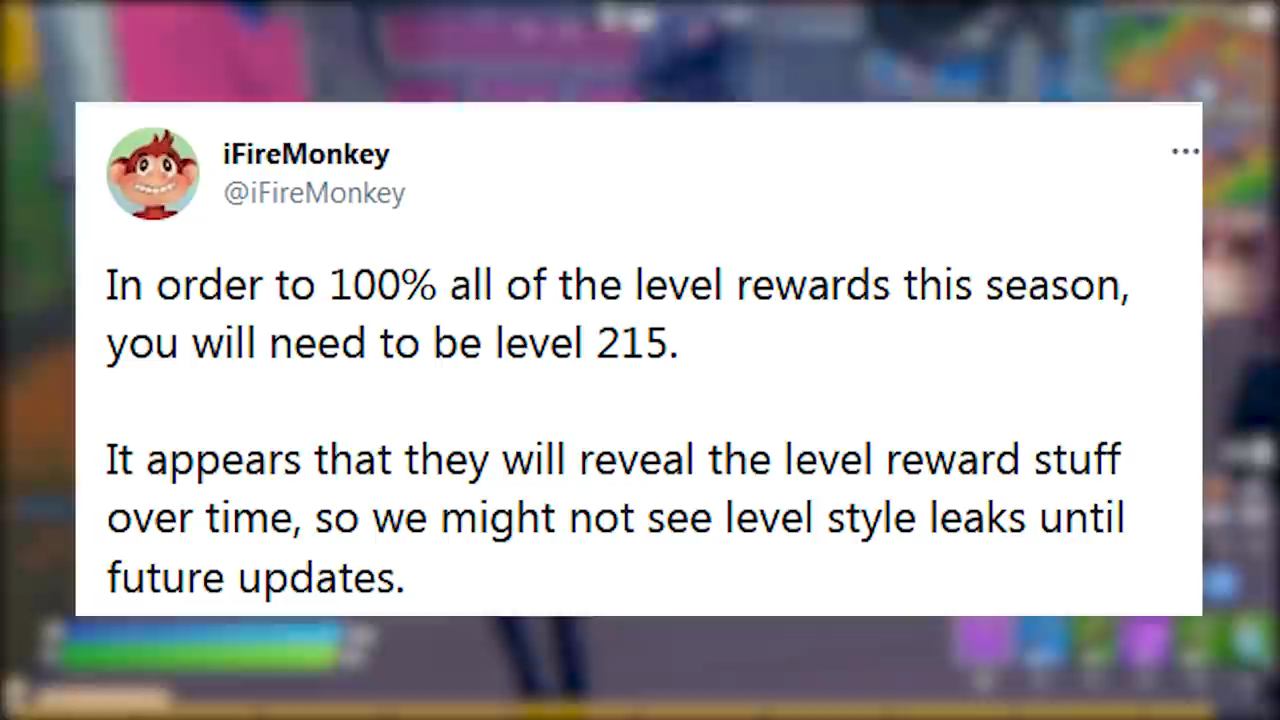 iFireMonkey
@iFireMonkey
In order to 100% all of the level rewards this season,
you will need to be level 215.
It appears that they will reveal the level reward stuff
over time, so we might not see level style leaks until
future updates.